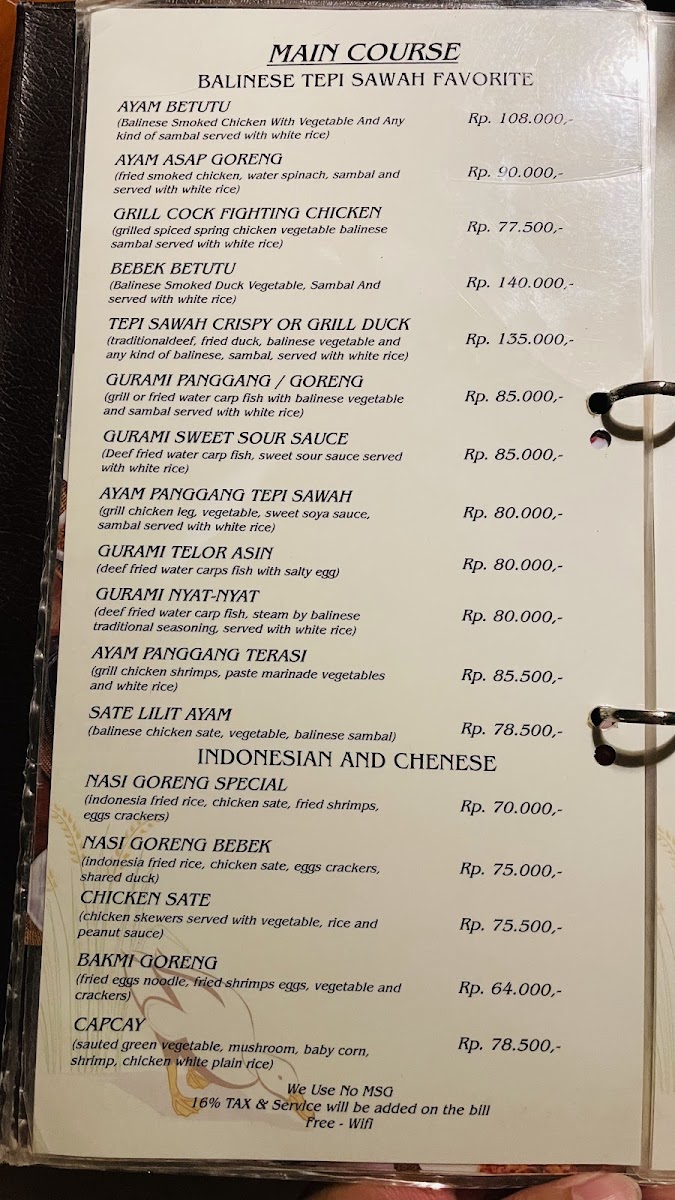 MAIN COURSE
BALINESE TEPI SAWAH FAVORITE
AYAM BETUTU
(Balinese Smoked Chicken With Vegetable And Any
kind of sambal served with white rice)
Rp. 108.000,-
AYAM ASAP GORENG
(fried smoked chicken, water spinach, sambal and
served with white rice)
Rp. 90.000,-
GRILL COCK FIGHTING CHICKEN
(grilled spiced spring chicken vegetable balinese
sambal served with white rice)
Rp. 77.500,-
BEBEK BETUTU
(Balinese Smoked Duck Vegetable, Sambal And
served with white rice)
Rp. 140.000,-
TEPI SAWAH CRISPY OR GRILL DUCK
(traditionaldeef, fried duck, balinese vegetable and
any kind of balinese, sambal, served with white rice)
Rp. 135.000,-
GURAMI PANGGANG / GORENG
(grill or fried water carp fish with balinese vegetable
and sambal served with white rice)
Rp. 85.000,-
GURAMI SWEET SOUR SAUCE
(Deef fried water carp fish, sweet sour sauce served
with white rice)
Rp. 85.000,-
AYAM PANGGANG TEPI SAWAH
(grill chicken leg, vegetable, sweet soya sauce,
sambal served with white rice)
Rp. 80.000,-
GURAMI TELOR ASIN
(deef fried water carps fish with salty egg)
Rp. 80.000,-
GURAMI NYAT-NYAT
(deef fried water carp fish, steam by balinese
traditional seasoning, served with white rice)
Rp. 80.000,-
AYAM PANGGANG TERASI
(grill chicken shrimps, paste marinade vegetables
and white rice)
Rp. 85.500,-
SATE LILIT AYAM
(balinese chicken sate, vegetable, balinese sambal)
Rp. 78.500,-
INDONESIAN AND CHENESE
NASI GORENG SPECIAL
(indonesia fried rice, chicken sate, fried shrimps,
eggs crackers)
Rp. 70.000,-
NASI GORENG BEBEK
(indonesia fried rice, chicken sate, eggs crackers,
shared duck)
Rp. 75.000,-
CHICKEN SATE
(chicken skewers served with vegetable, rice and
peanut sauce)
Rp. 75.500,-
BAKMI GORENG
(fried eggs noodle, fried shrimps eggs, vegetable and
crackers)
Rp. 64.000,-
CAPCAY
(sauted green vegetable, mushroom, baby corn,
shrimp, chicken white plain rice)
Rp. 78.500,-
We Use No MSG
16% TAX & Service will be added on the bill
Free - Wifi